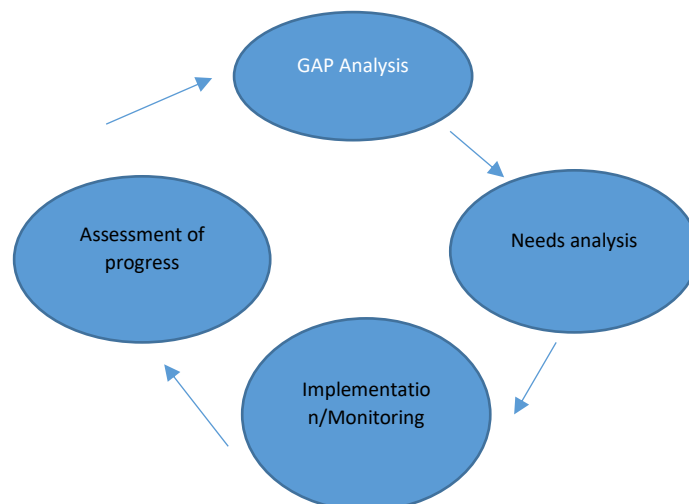 GAP Analysis
Needs analysis
Assessment of
progress
Implementatio
n/Monitoring